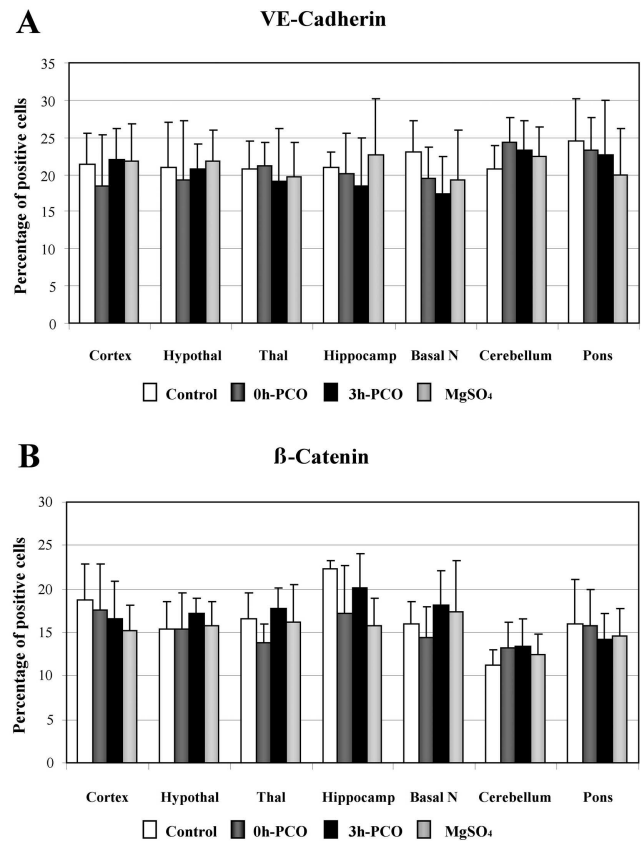 A
VE-Cadherin
Percentage of positive cells
35
30
25
20
15
10
5
0
Cortex Hypothal Thal Hippocamp Basal N Cerebellum Pons
Control 0h-PCO 3h-PCO MgSO₄
B
ß-Catenin
Percentage of positive cells
30
25
20
15
10
5
0
Cortex Hypothal Thal Hippocamp Basal N Cerebellum Pons
Control 0h-PCO 3h-PCO MgSO₄